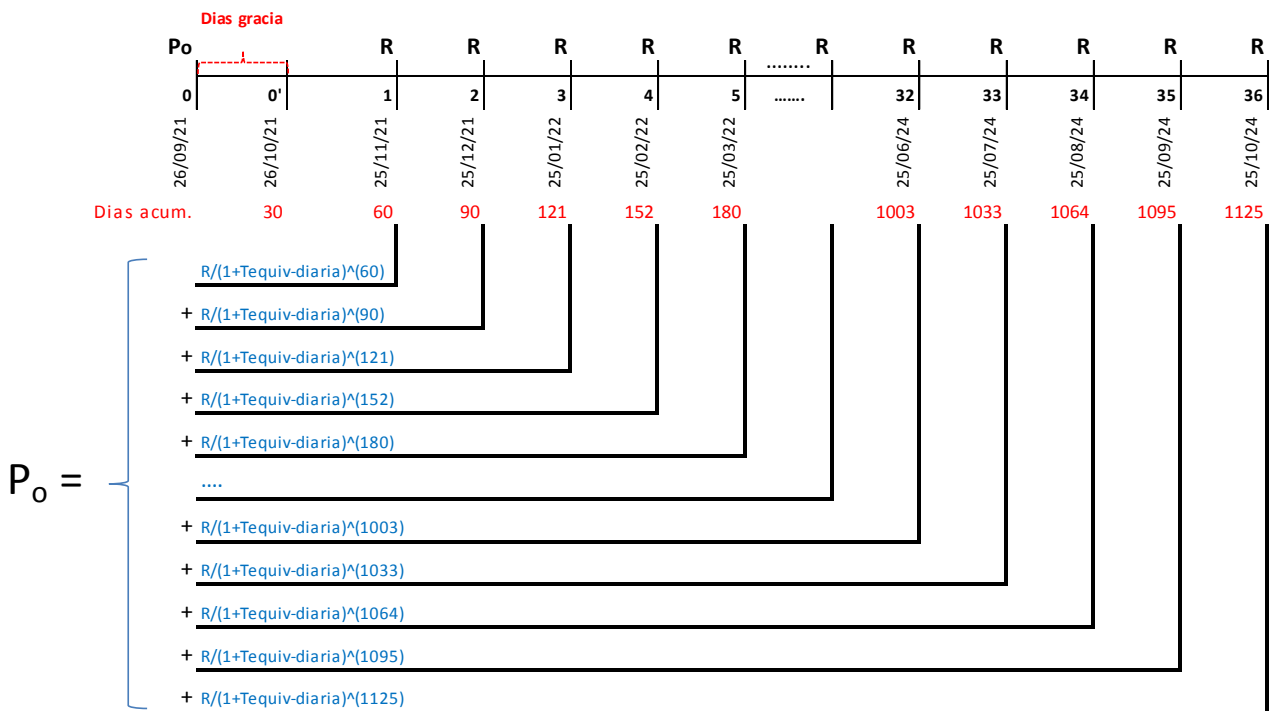 Dias gracia
Po R R R R R R R R R R R
........
0 0' 1 2 3 4 5 ....... 32 33 34 35 36
26/09/21 26/10/21 25/11/21 25/12/21 25/01/22 25/02/22 25/03/22 25/06/24 25/07/24 25/08/24 25/09/24 25/10/24
Dias acum. 30 60 90 121 152 180 1003 1033 1064 1095 1125
R/(1+Tequiv-diaria)^(60)
+ R/(1+Tequiv-diaria)^(90)
+ R/(1+Tequiv-diaria)^(121)
+ R/(1+Tequiv-diaria)^(152)
+ R/(1+Tequiv-diaria)^(180)
Po =
....
+ R/(1+Tequiv-diaria)^(1003)
+ R/(1+Tequiv-diaria)^(1033)
+ R/(1+Tequiv-diaria)^(1064)
+ R/(1+Tequiv-diaria)^(1095)
+ R/(1+Tequiv-diaria)^(1125)